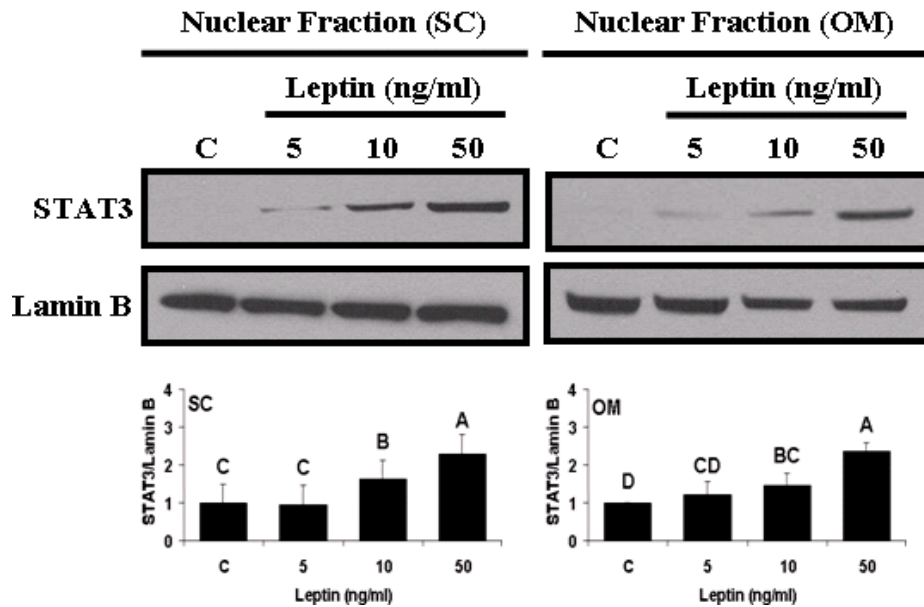 Nuclear Fraction (SC)
Leptin (ng/ml)
C 5 10 50
Nuclear Fraction (OM)
Leptin (ng/ml)
C 5 10 50
STAT3
Lamin B
STAT3/Lamin B
4
3
2
1
0
SC
C C B A
C 5 10 50
Leptin (ng/ml)
STAT3/Lamin B
4
3
2
1
0
OM
D CD BC A
C 5 10 50
Leptin (ng/ml)